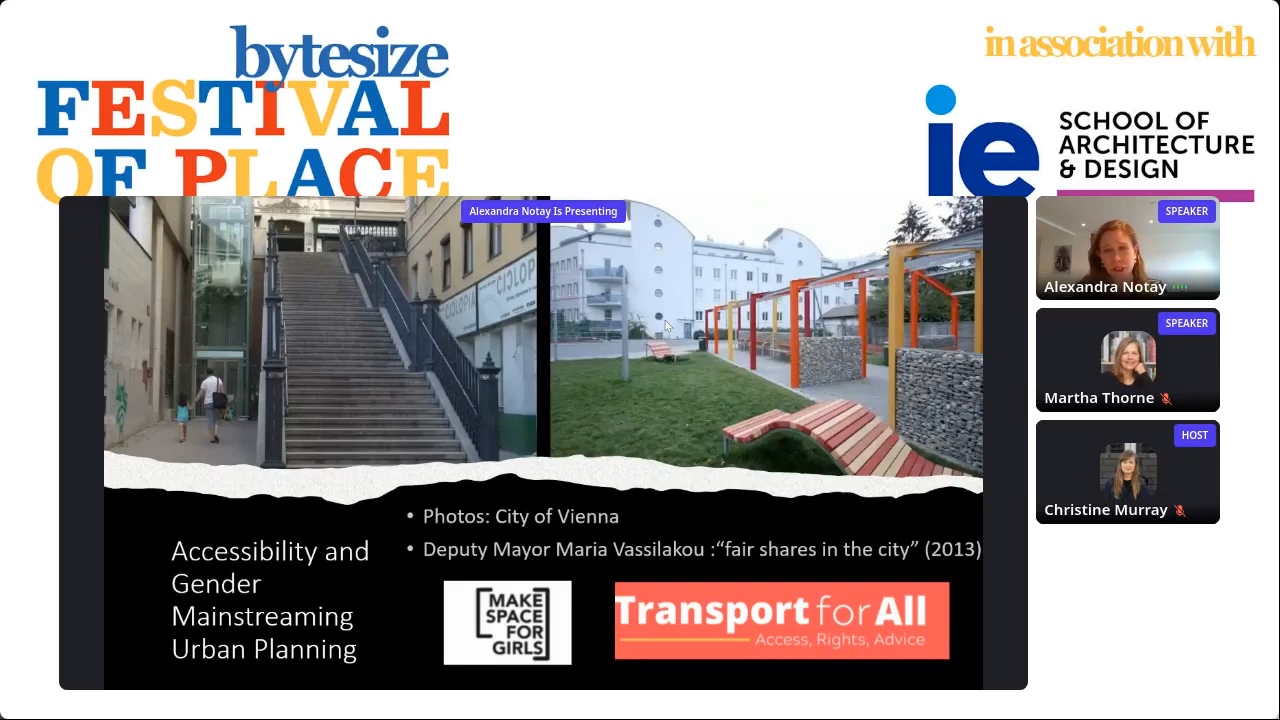 bytesize
FESTIVAL
OF PLACE
in association with
ie
SCHOOL OF
ARCHITECTURE
& DESIGN
Alexandra Notay Is Presenting
SPEAKER
Alexandra Notay
SPEAKER
Martha Thorne
HOST
Christine Murray
CICLOPIA
CICLOP
Accessibility and
Gender
Mainstreaming
Urban Planning
• Photos: City of Vienna
• Deputy Mayor Maria Vassilakou :“fair shares in the city” (2013)
MAKE
SPACE
FOR
GIRLS
Transport for All
Access, Rights, Advice